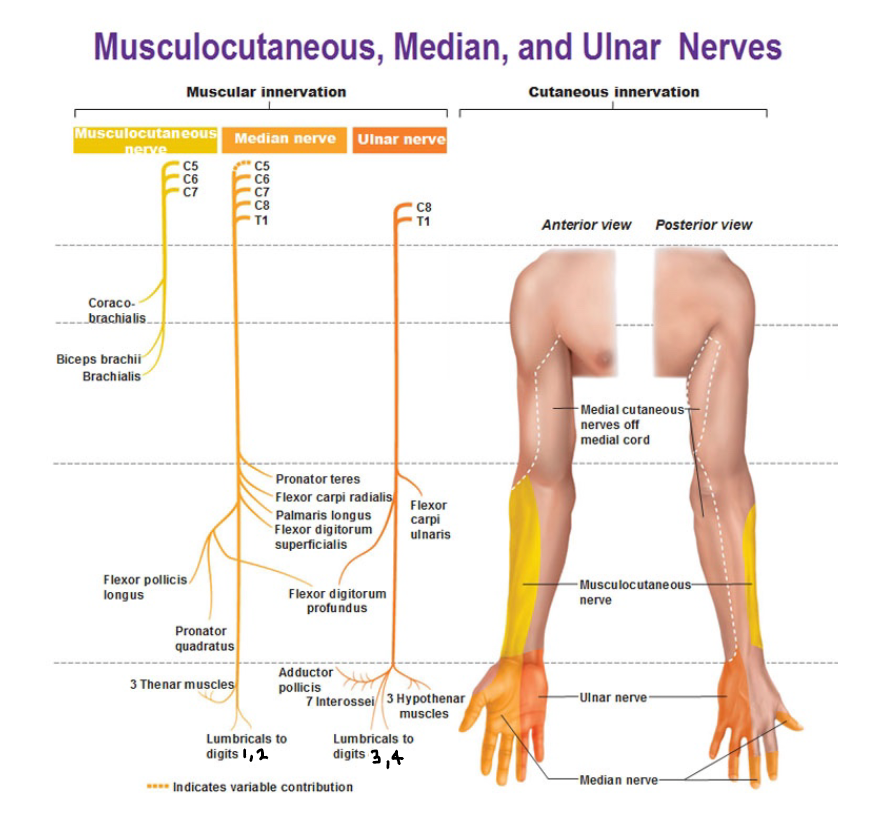 Musculocutaneous, Median, and Ulnar Nerves
Muscular innervation
Cutaneous innervation
Musculocutaneous
nerve
Median nerve
Ulnar nerve
C5
C6
C7
C5
C6
C7
C8
T1
C8
T1
Anterior view
Posterior view
Coraco-
brachialis
Biceps brachii
Brachialis
Medial cutaneous
nerves off
medial cord
Pronator teres
Flexor carpi radialis
Palmaris longus
Flexor digitorum
superficialis
Flexor
carpi
ulnaris
Flexor pollicis
longus
Flexor digitorum
profundus
Musculocutaneous
nerve
Pronator
quadratus
3 Thenar muscles
Adductor
pollicis
7 Interossei
3 Hypothenar
muscles
Ulnar nerve
Lumbricals to
digits 1,2
Lumbricals to
digits 3,4
Median nerve
Indicates variable contribution